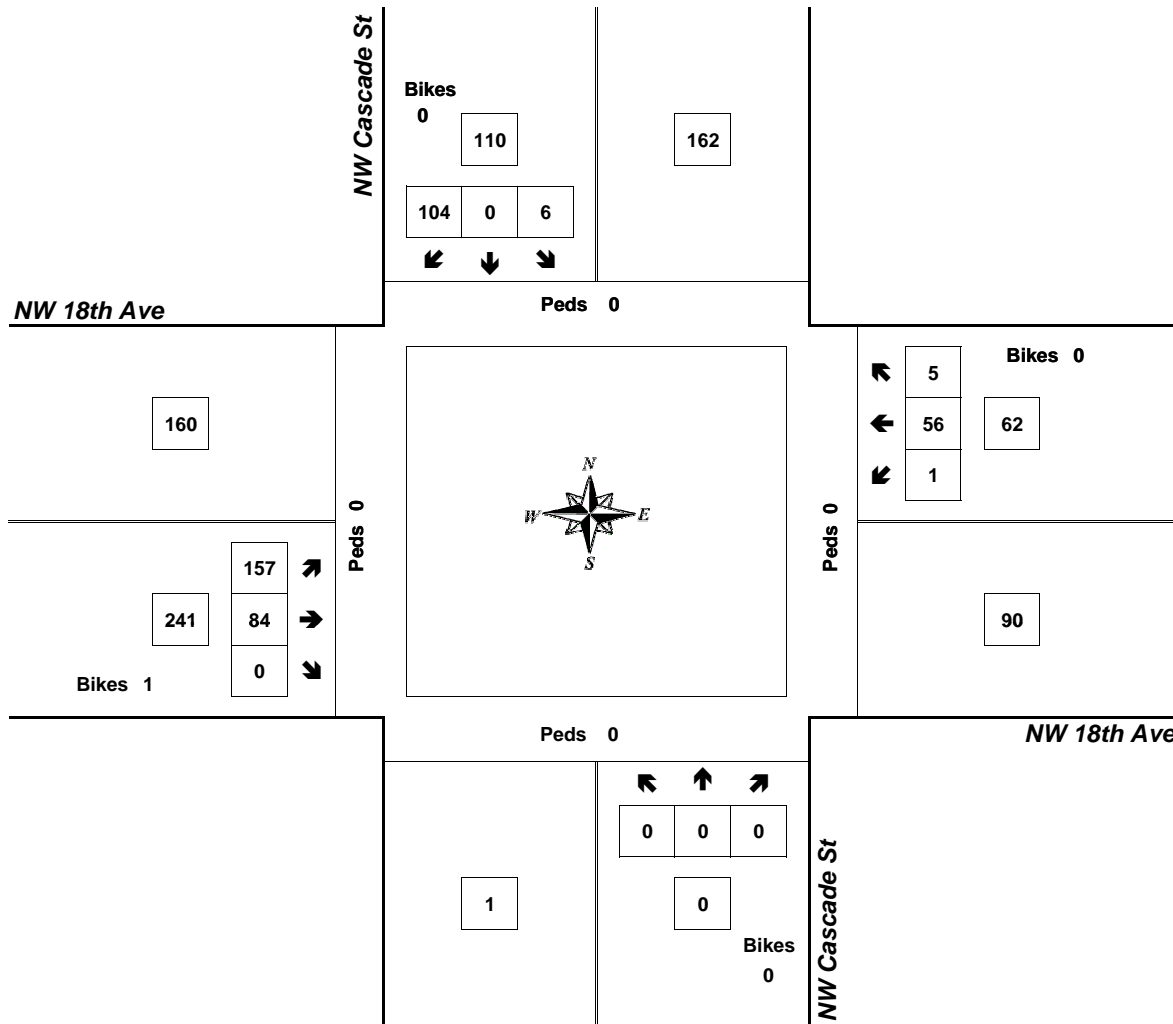 NW Cascade St
Bikes
0
110
162
104 0 6
Peds 0
NW 18th Ave
Bikes 0
5
160
56 62
1
N
W E
S
Peds 0
Peds 0
157
241 84
0
90
Bikes 1
Peds 0
NW 18th Ave
0 0 0
1
0
Bikes
0
NW Cascade St